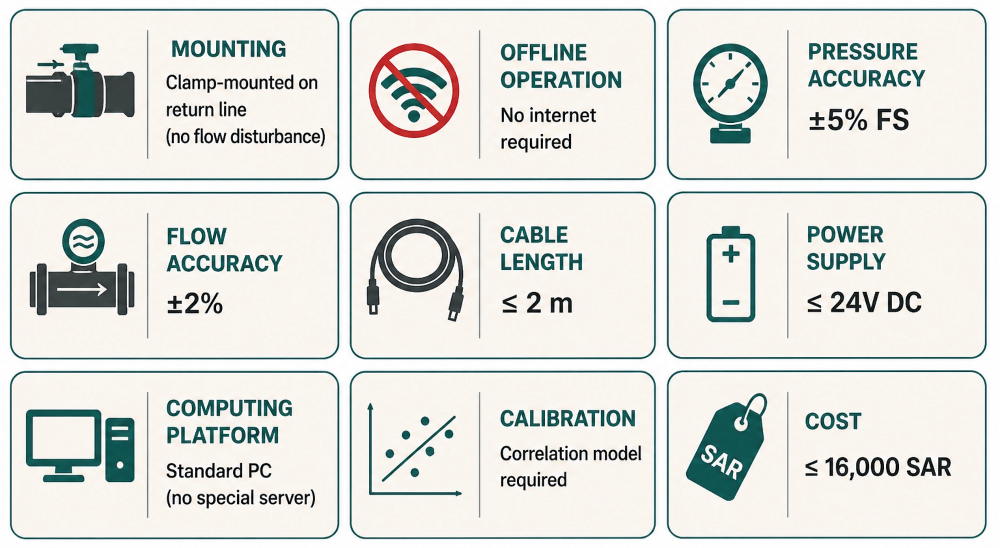 MOUNTING
Clamp-mounted on
return line
(no flow disturbance)
OFFLINE
OPERATION
No internet
required
PRESSURE
ACCURACY
±5% FS
FLOW
ACCURACY
±2%
CABLE
LENGTH
≤ 2 m
POWER
SUPPLY
≤ 24V DC
COMPUTING
PLATFORM
Standard PC
(no special server)
CALIBRATION
Correlation model
required
SAR
COST
≤ 16,000 SAR